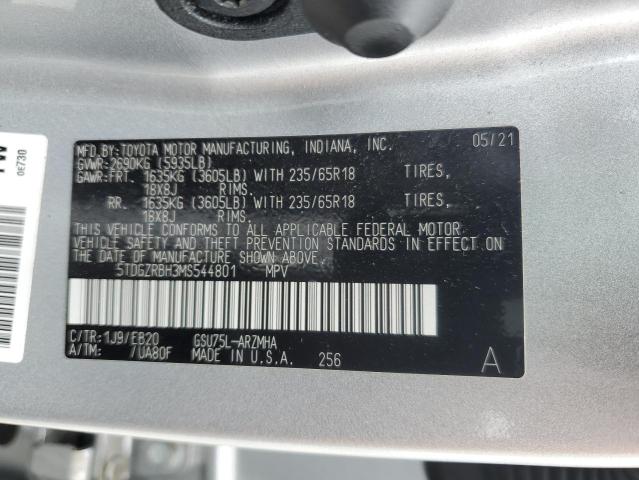 MFD.BY: TOYOTA MOTOR MANUFACTURING, INDIANA, INC. 05/21
GVWR: 2690KG (5935LB)
GAWR: FRT. 1635KG (3605LB) WITH 235/65R18 TIRES,
18X8J RIMS,
RR. 1635KG (3605LB) WITH 235/65R18 TIRES,
18X8J RIMS,
THIS VEHICLE CONFORMS TO ALL APPLICABLE FEDERAL MOTOR
VEHICLE SAFETY AND THEFT PREVENTION STANDARDS IN EFFECT ON
THE DATE OF MANUFACTURE SHOWN ABOVE.
5TDGZRBH3MS544801 MPV
C/TR: 1J9/EB20 GSU75L-ARZMHA
A/TM: /UA80F MADE IN U.S.A. 256 A
0E730